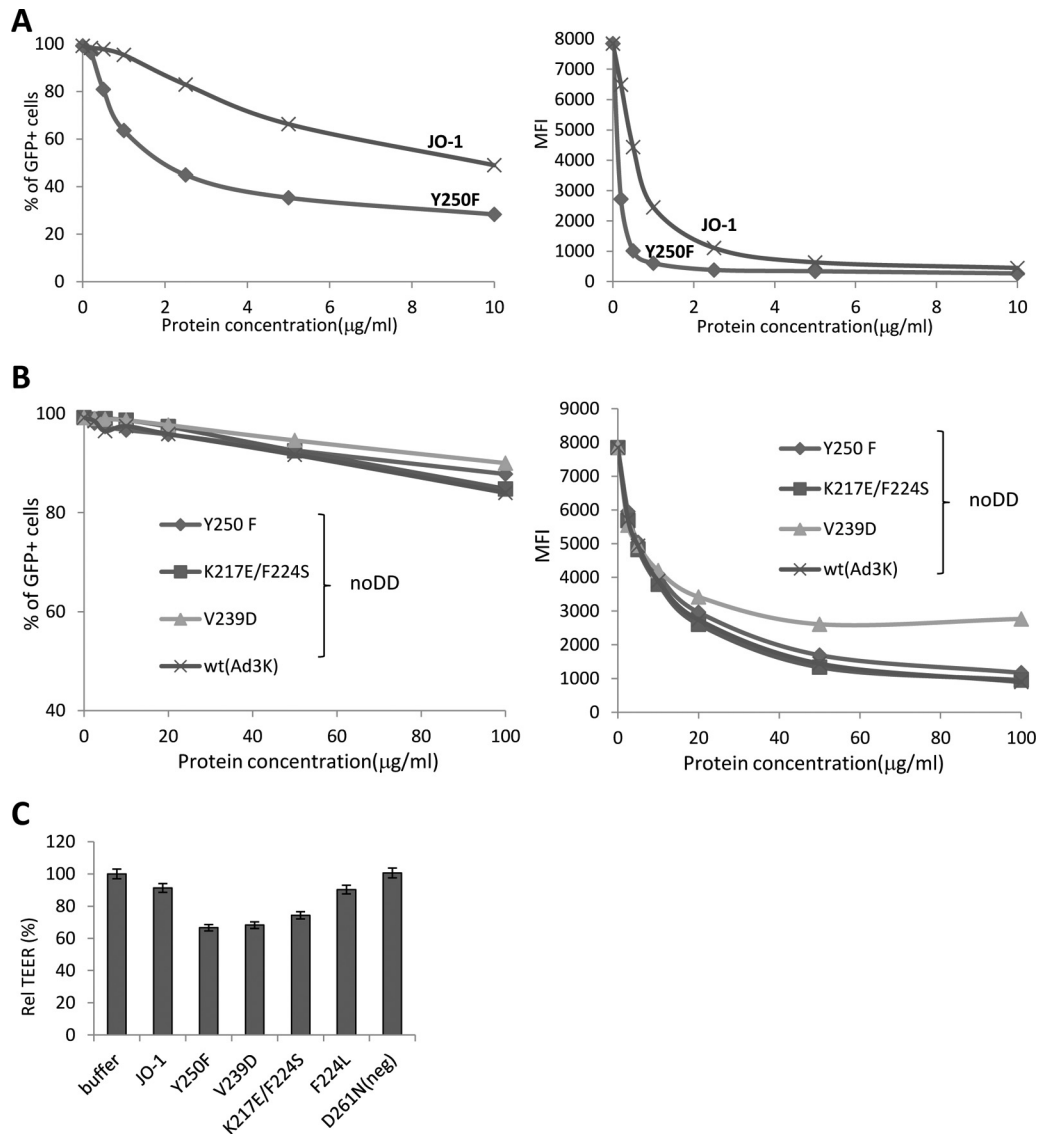 A
% of GFP+ cells
100
80
60
40
20
0
JO-1
Y250F
0 2 4 6 8 10
Protein concentration(µg/ml)
MFI
8000
7000
6000
5000
4000
3000
2000
1000
0
JO-1
Y250F
0 2 4 6 8 10
Protein concentration(µg/ml)
B
% of GFP+ cells
100
80
60
40
Y250 F
K217E/F224S
V239D
wt(Ad3K)
noDD
0 20 40 60 80 100
Protein concentration(µg/ml)
MFI
9000
8000
7000
6000
5000
4000
3000
2000
1000
0
Y250 F
K217E/F224S
V239D
wt(Ad3K)
noDD
0 20 40 60 80 100
Protein concentration(µg/ml)
C
Rel TEER (%)
120
100
80
60
40
20
0
buffer
JO-1
Y250F
V239D
K217E/F224S
F224L
D261N(neg)